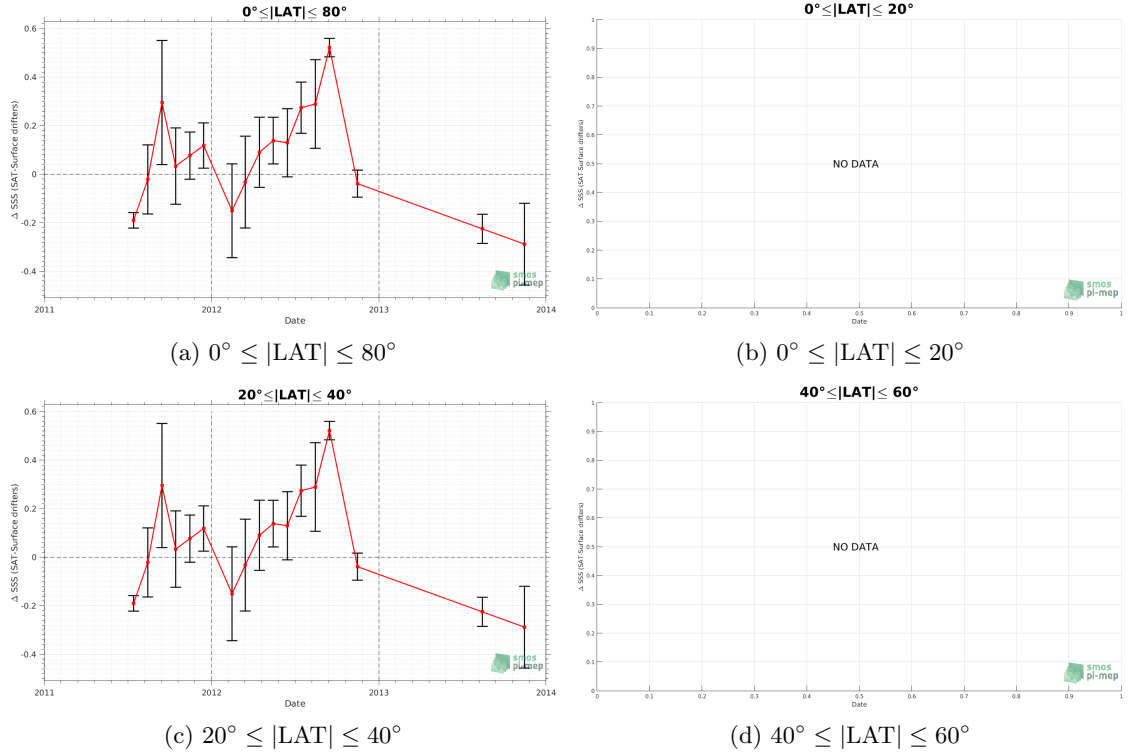 0°≤|LAT|≤ 80°
0.6
0.4
0.2
0
-0.2
-0.4
Δ SSS (SAT-Surface drifters)
2011
2012
2013
2014
Date
smos
pi-mep
(a) 0° ≤ |LAT| ≤ 80°
0°≤|LAT|≤ 20°
1
0.9
0.8
0.7
0.6
0.5
0.4
0.3
0.2
0.1
0
Δ SSS (SAT-Surface drifters)
NO DATA
0 0.1 0.2 0.3 0.4 0.5 0.6 0.7 0.8 0.9 1
Date
smos
pi-mep
(b) 0° ≤ |LAT| ≤ 20°
20°≤|LAT|≤ 40°
0.6
0.4
0.2
0
-0.2
-0.4
Δ SSS (SAT-Surface drifters)
2011
2012
2013
2014
Date
smos
pi-mep
(c) 20° ≤ |LAT| ≤ 40°
40°≤|LAT|≤ 60°
1
0.9
0.8
0.7
0.6
0.5
0.4
0.3
0.2
0.1
0
Δ SSS (SAT-Surface drifters)
NO DATA
0 0.1 0.2 0.3 0.4 0.5 0.6 0.7 0.8 0.9 1
Date
smos
pi-mep
(d) 40° ≤ |LAT| ≤ 60°